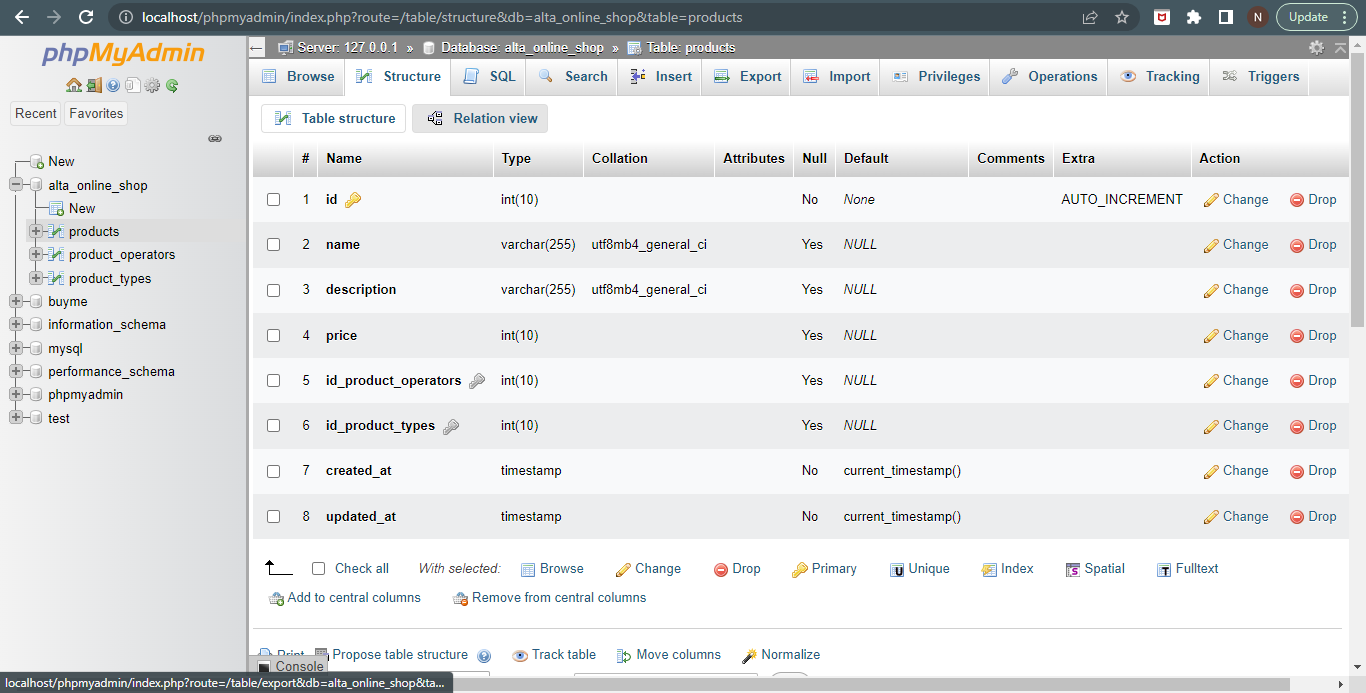 localhost/phpmyadmin/index.php?route=/table/structure&db=alta_online_shop&table=products
N
Update
phpMyAdmin
Recent Favorites
New
alta_online_shop
New
products
product_operators
product_types
buyme
information_schema
mysql
performance_schema
phpmyadmin
test
Server: 127.0.0.1 » Database: alta_online_shop » Table: products
Browse Structure SQL Search Insert Export Import Privileges Operations Tracking Triggers
Table structure Relation view
# Name Type Collation Attributes Null Default Comments Extra Action
1 id int(10) No None AUTO_INCREMENT Change Drop
2 name varchar(255) utf8mb4_general_ci Yes NULL Change Drop
3 description varchar(255) utf8mb4_general_ci Yes NULL Change Drop
4 price int(10) Yes NULL Change Drop
5 id_product_operators int(10) Yes NULL Change Drop
6 id_product_types int(10) Yes NULL Change Drop
7 created_at timestamp No current_timestamp() Change Drop
8 updated_at timestamp No current_timestamp() Change Drop
Check all With selected: Browse Change Drop Primary Unique Index Spatial Fulltext
Add to central columns Remove from central columns
Print Propose table structure Track table Move columns Normalize
Console
localhost/phpmyadmin/index.php?route=/table/export&db=alta_online_shop&ta...